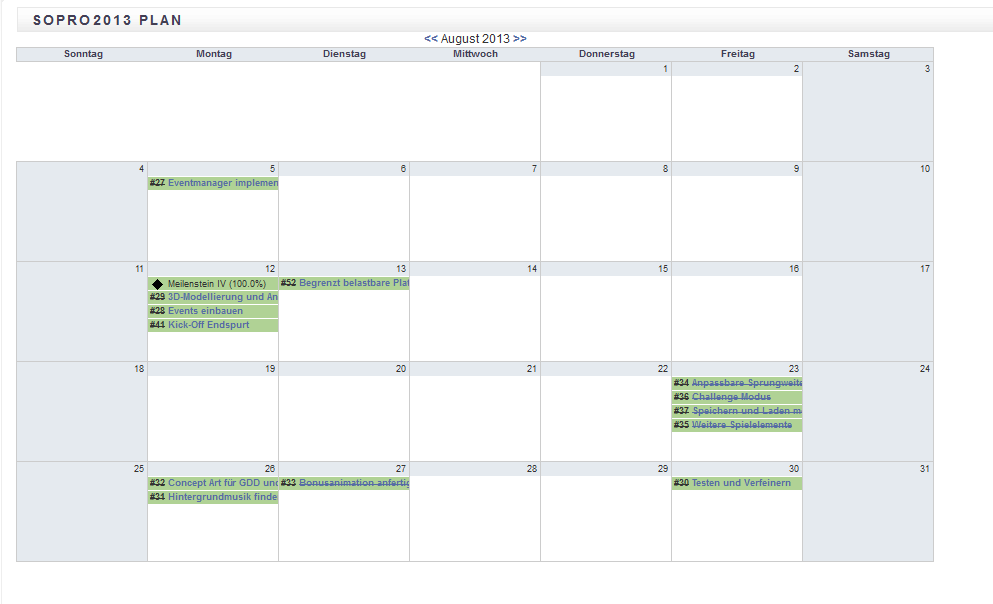 SOPRO2013 PLAN
<< August 2013 >>
Sonntag Montag Dienstag Mittwoch Donnerstag Freitag Samstag
1 2 3
4 5 6 7 8 9 10
#27 Eventmanager implemen
11 12 13 14 15 16 17
Meilenstein IV (100.0%) #52 Begrenzt belastbare Plat
#29 3D-Modellierung und An
#28 Events einbauen
#44 Kick-Off Endspurt
18 19 20 21 22 23 24
#34 Anpassbare Sprungweite
#36 Challenge Modus
#37 Speichern und Laden m
#35 Weitere Spielelemente
25 26 27 28 29 30 31
#32 Concept Art für GDD und #33 Bonusanimation anfertig #30 Testen und Verfeinern
#31 Hintergrundmusik finde